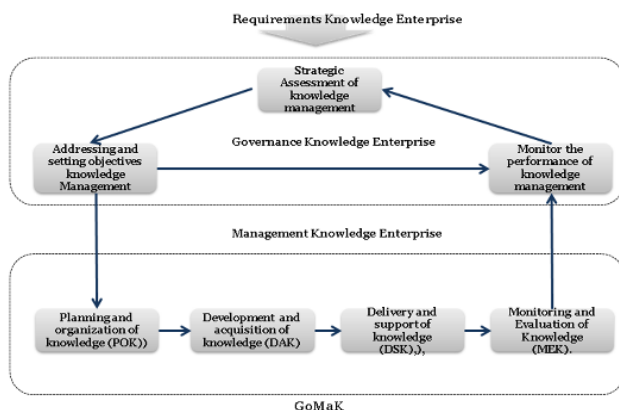 Requirements Knowledge Enterprise
Strategic
Assessment of
knowledge
management
Addressing and
setting objectives
knowledge
Management
Governance Knowledge Enterprise
Monitor the
performance of
knowledge
management
Management Knowledge Enterprise
Planning and
organization of
knowledge (POK))
Development and
acquisition of
knowledge (DAK)
Delivery and
support of
knowledge
(DSK),),
Monitoring and
Evaluation of
Knowledge
(MEK).
GoMaK